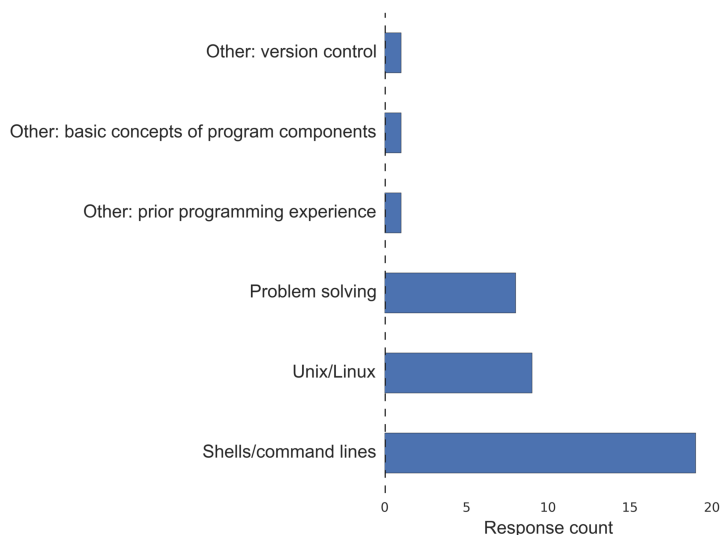 Other: version control
Other: basic concepts of program components
Other: prior programming experience
Problem solving
Unix/Linux
Shells/command lines
0 5 10 15 20
Response count